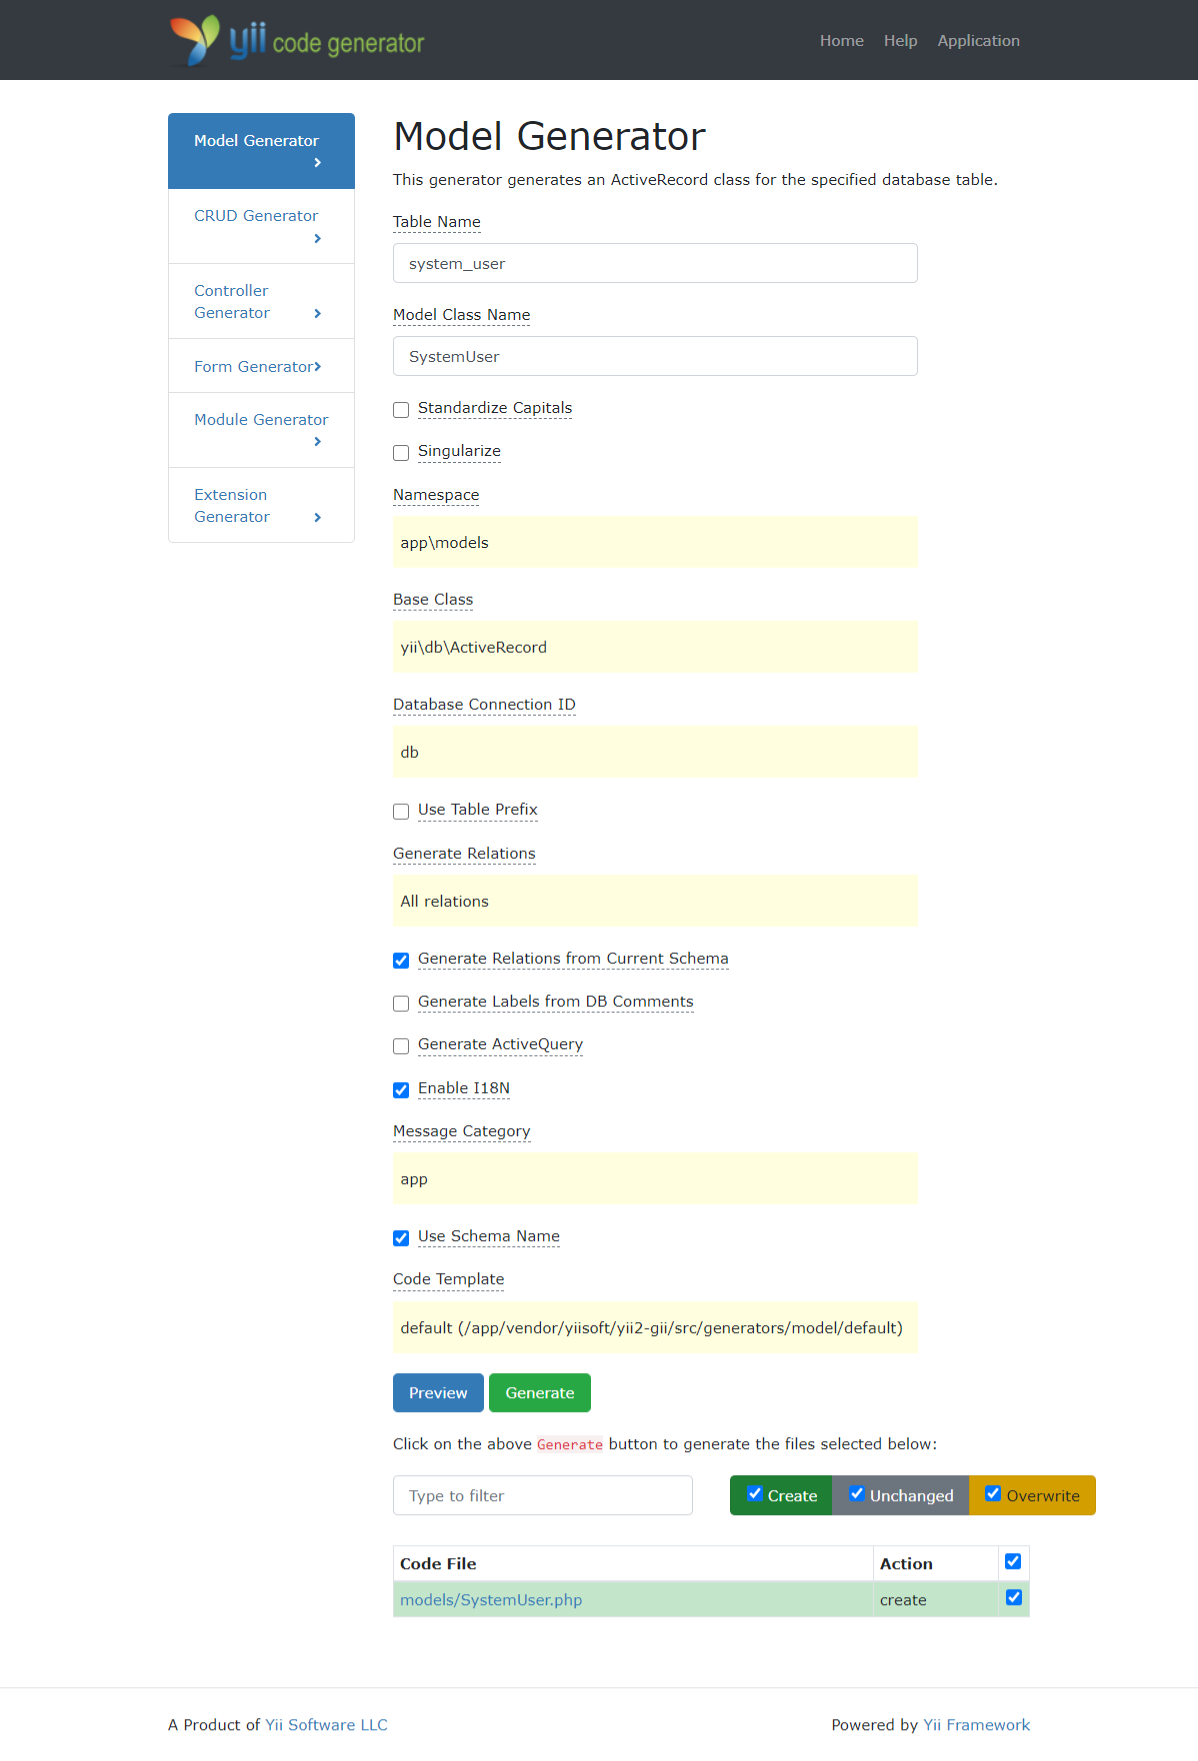 yii code generator
Home Help Application
Model Generator
CRUD Generator
Controller
Generator
Form Generator
Module Generator
Extension
Generator
Model Generator
This generator generates an ActiveRecord class for the specified database table.
Table Name
system_user
Model Class Name
SystemUser
Standardize Capitals
Singularize
Namespace
app\models
Base Class
yii\db\ActiveRecord
Database Connection ID
db
Use Table Prefix
Generate Relations
All relations
Generate Relations from Current Schema
Generate Labels from DB Comments
Generate ActiveQuery
Enable I18N
Message Category
app
Use Schema Name
Code Template
default (/app/vendor/yiisoft/yii2-gii/src/generators/model/default)
Preview Generate
Click on the above Generate button to generate the files selected below:
Type to filter Create Unchanged Overwrite
Code File Action
models/SystemUser.php create
A Product of Yii Software LLC Powered by Yii Framework